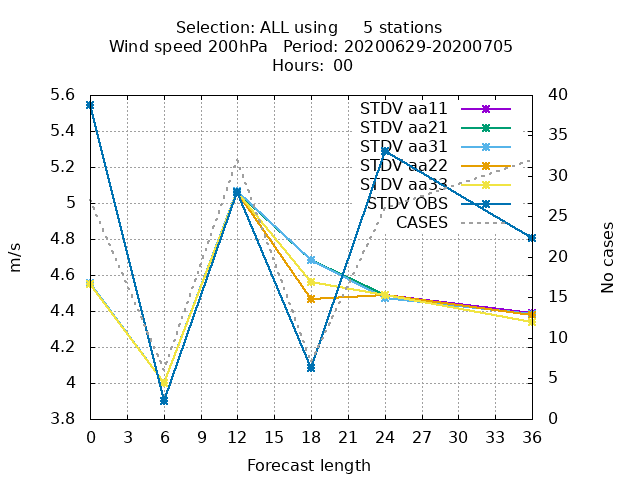 Selection: ALL using     5 stations
Wind speed 200hPa   Period: 20200629-20200705
Hours:  00
5.6
5.4
5.2
5
4.8
4.6
4.4
4.2
4
3.8
m/s
40
35
30
25
20
15
10
5
0
No cases
STDV aa11
STDV aa21
STDV aa31
STDV aa22
STDV aa33
STDV OBS
CASES
0 3 6 9 12 15 18 21 24 27 30 33 36
Forecast length